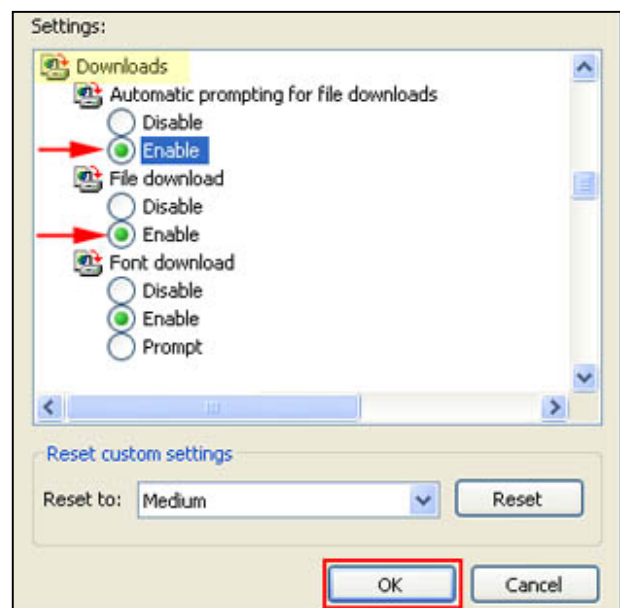 Settings:
Downloads
Automatic prompting for file downloads
Disable
Enable
File download
Disable
Enable
Font download
Disable
Enable
Prompt
Reset custom settings
Reset to: Medium Reset
OK Cancel